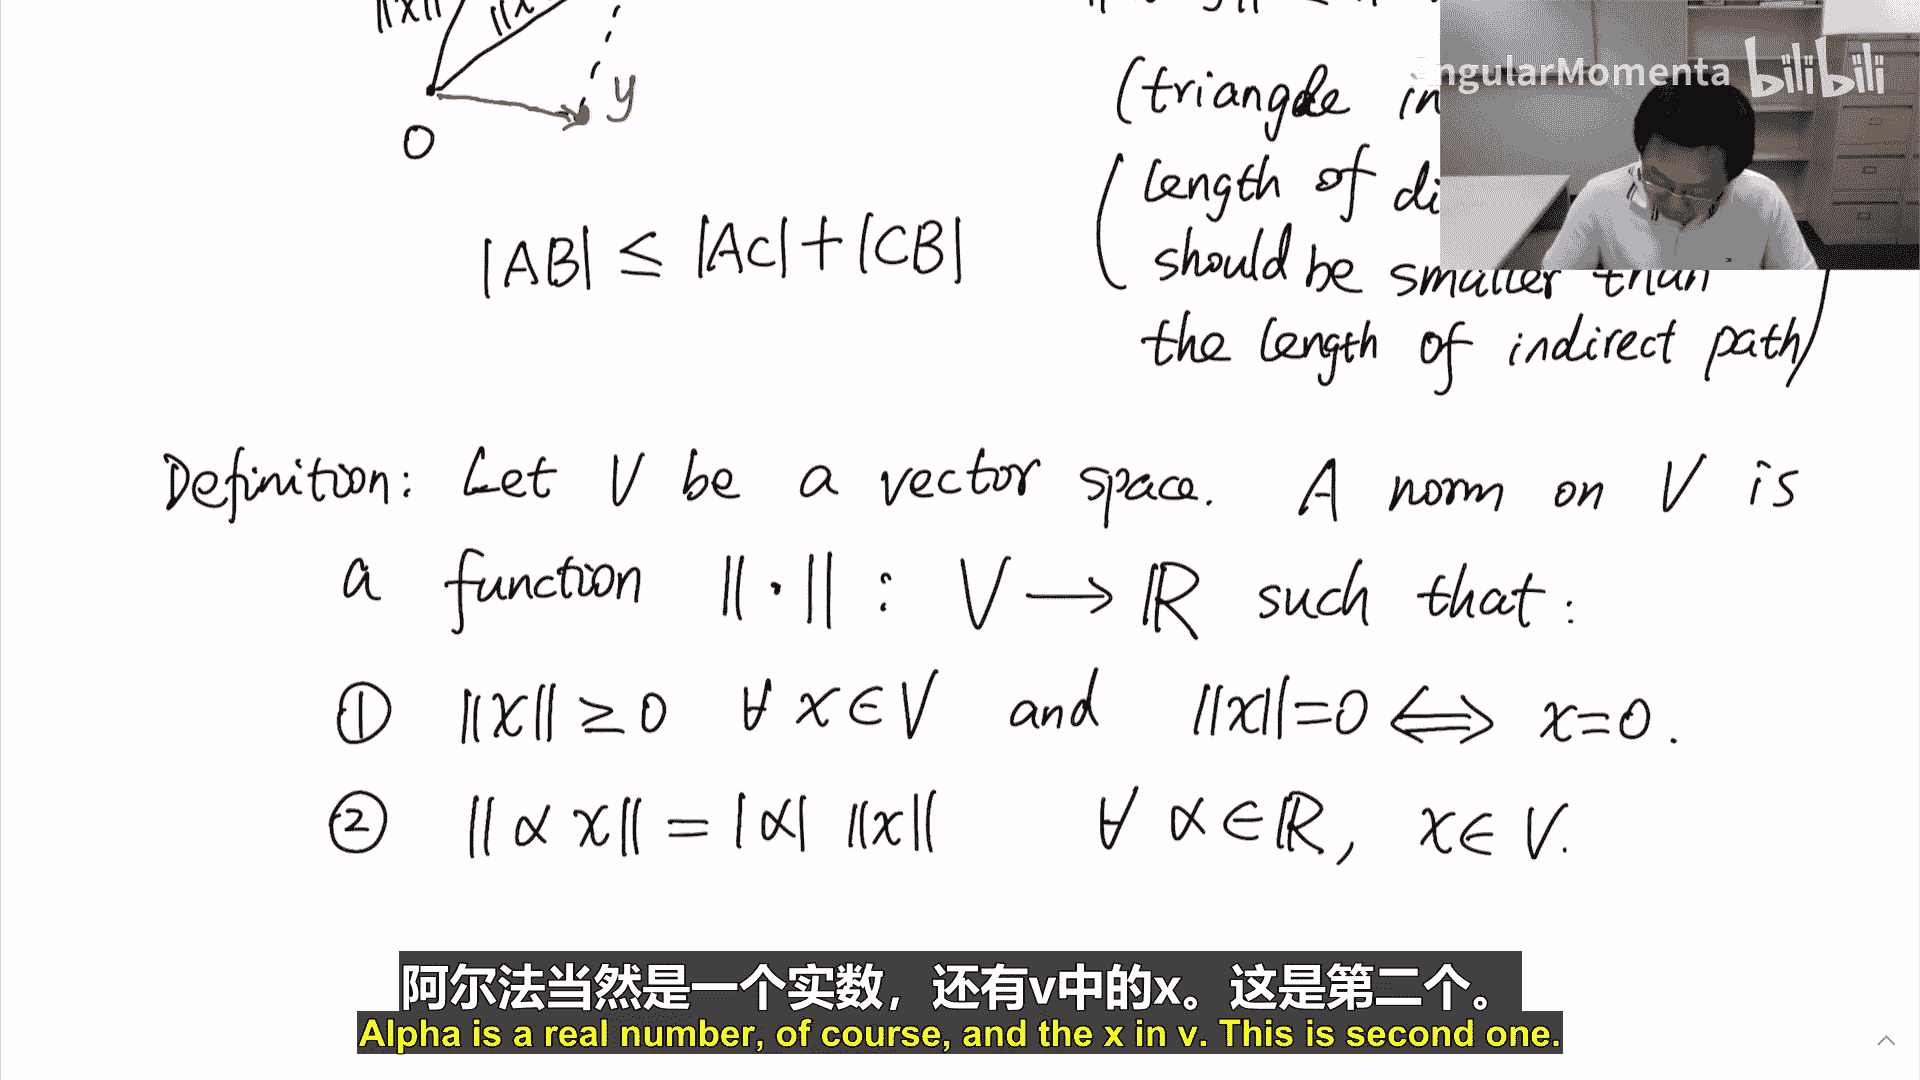 ||x||
y
O
(triangle in
(length of di
should be smaller than
the length of indirect path)
|AB| ≤ |AC| + |CB|
Definition: Let V be a vector space. A norm on V is
a function ||·|| : V → ℝ such that:
① ||x|| ≥ 0 ∀ x ∈ V and ||x|| = 0 ⟺ x = 0.
② ||αx|| = |α| ||x|| ∀ α ∈ ℝ, x ∈ V.
ngularMomenta bilibili
阿尔法当然是一个实数，还有v中的x。这是第二个。
Alpha is a real number, of course, and the x in v. This is second one.